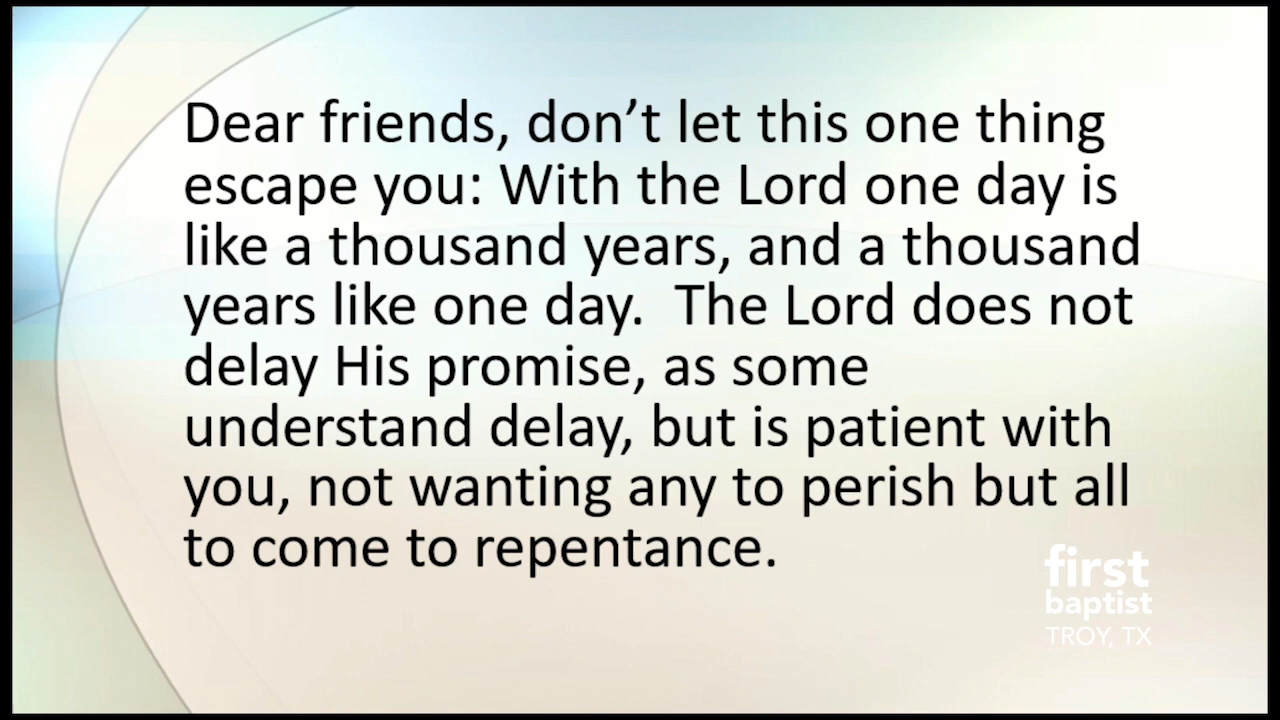 Dear friends, don’t let this one thing
escape you: With the Lord one day is
like a thousand years, and a thousand
years like one day.  The Lord does not
delay His promise, as some
understand delay, but is patient with
you, not wanting any to perish but all
to come to repentance.
first
baptist
TROY, TX